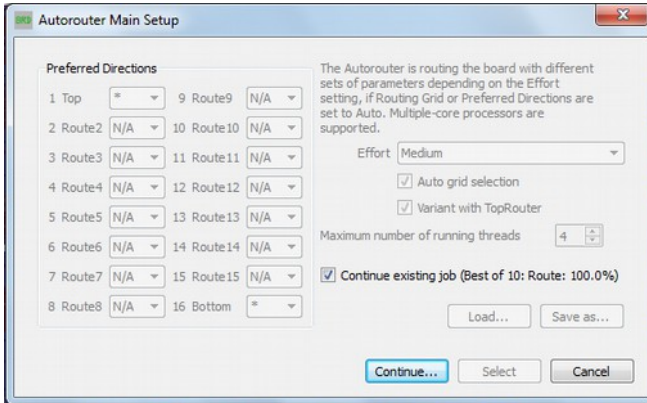 BRD Autorouter Main Setup
Preferred Directions
1 Top * 9 Route9 N/A
2 Route2 N/A 10 Route10 N/A
3 Route3 N/A 11 Route11 N/A
4 Route4 N/A 12 Route12 N/A
5 Route5 N/A 13 Route13 N/A
6 Route6 N/A 14 Route14 N/A
7 Route7 N/A 15 Route15 N/A
8 Route8 N/A 16 Bottom *
The Autorouter is routing the board with different
sets of parameters depending on the Effort
setting, if Routing Grid or Preferred Directions are
set to Auto. Multiple-core processors are
supported.
Effort Medium
Auto grid selection
Variant with TopRouter
Maximum number of running threads 4
Continue existing job (Best of 10: Route: 100.0%)
Load... Save as...
Continue... Select Cancel